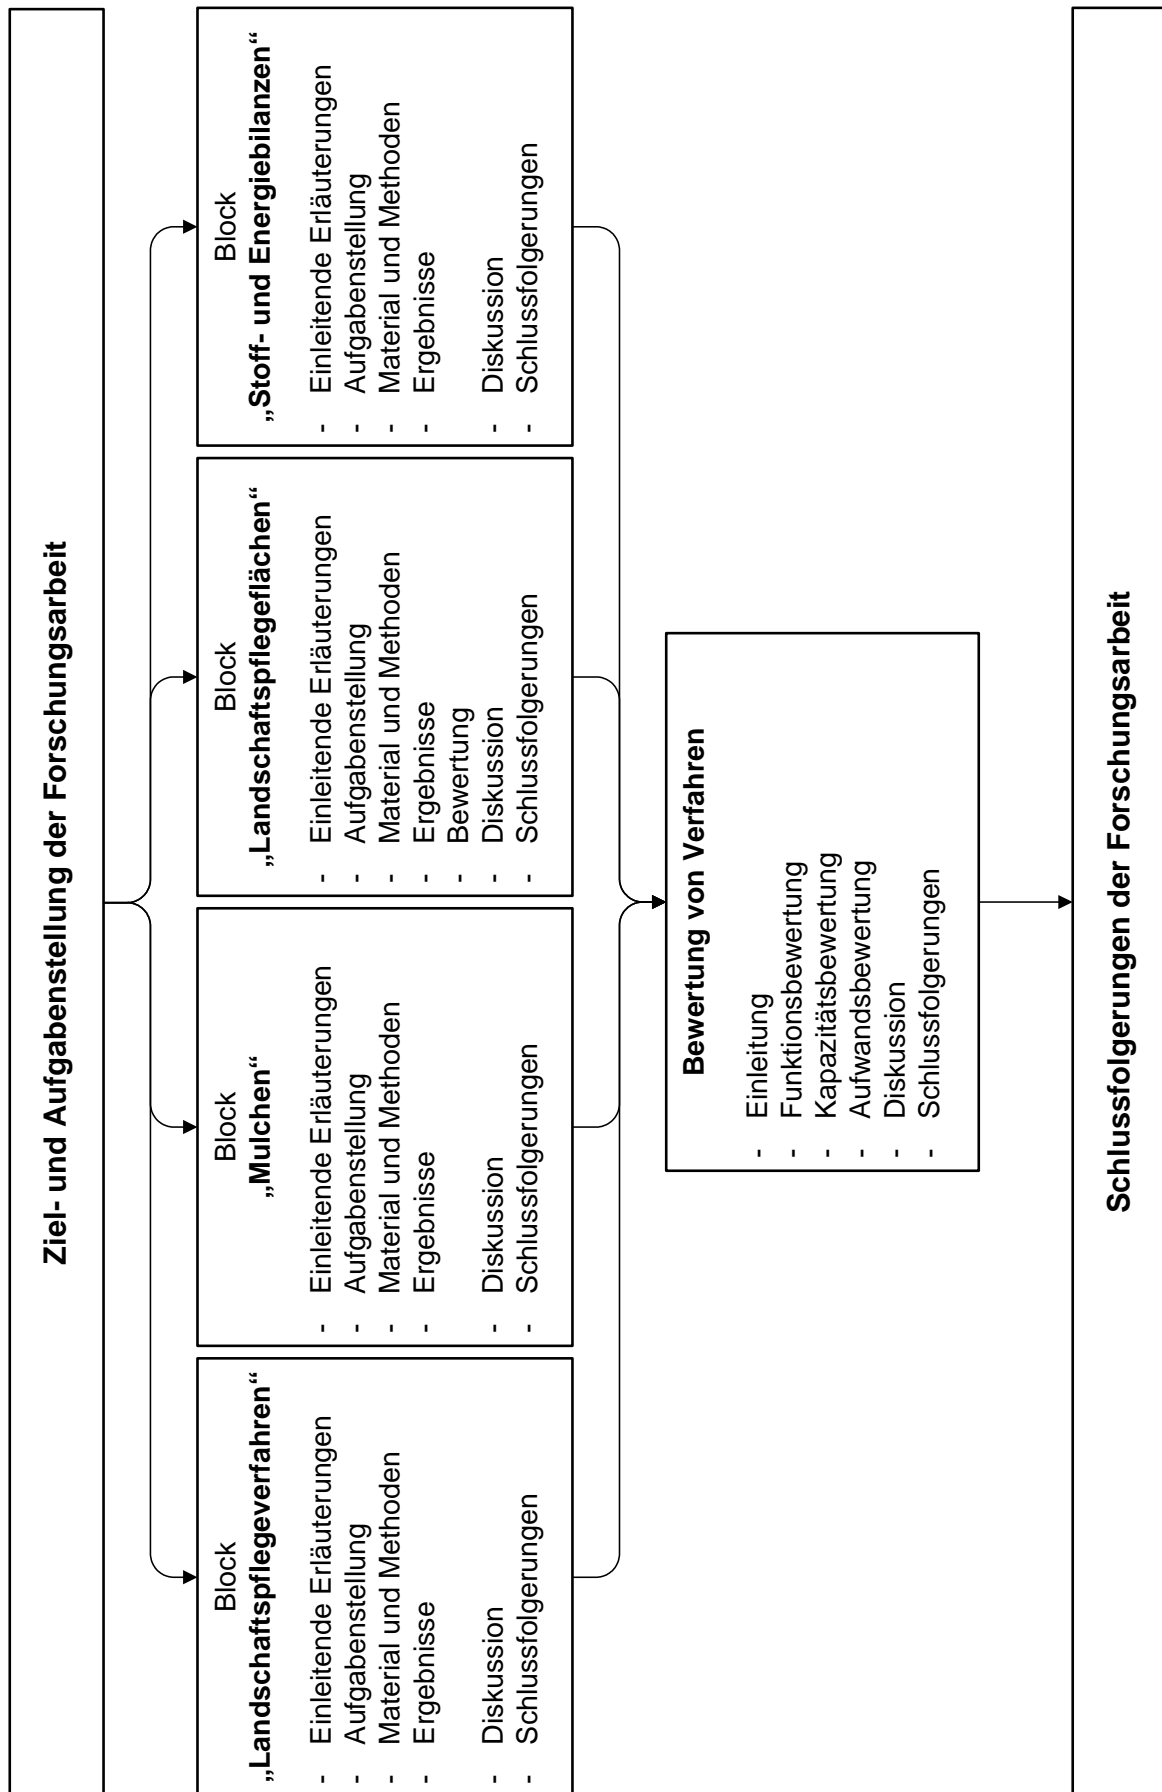 Ziel- und Aufgabenstellung der Forschungsarbeit
Block
„Landschaftspflegeverfahren“
- Einleitende Erläuterungen
- Aufgabenstellung
- Material und Methoden
- Ergebnisse
- Diskussion
- Schlussfolgerungen
Block
„Mulchen“
- Einleitende Erläuterungen
- Aufgabenstellung
- Material und Methoden
- Ergebnisse
- Diskussion
- Schlussfolgerungen
Block
„Landschaftspflegeflächen“
- Einleitende Erläuterungen
- Aufgabenstellung
- Material und Methoden
- Ergebnisse
- Bewertung
- Diskussion
- Schlussfolgerungen
Block
„Stoff- und Energiebilanzen“
- Einleitende Erläuterungen
- Aufgabenstellung
- Material und Methoden
- Ergebnisse
- Diskussion
- Schlussfolgerungen
Bewertung von Verfahren
- Einleitung
- Funktionsbewertung
- Kapazitätsbewertung
- Aufwandsbewertung
- Diskussion
- Schlussfolgerungen
Schlussfolgerungen der Forschungsarbeit